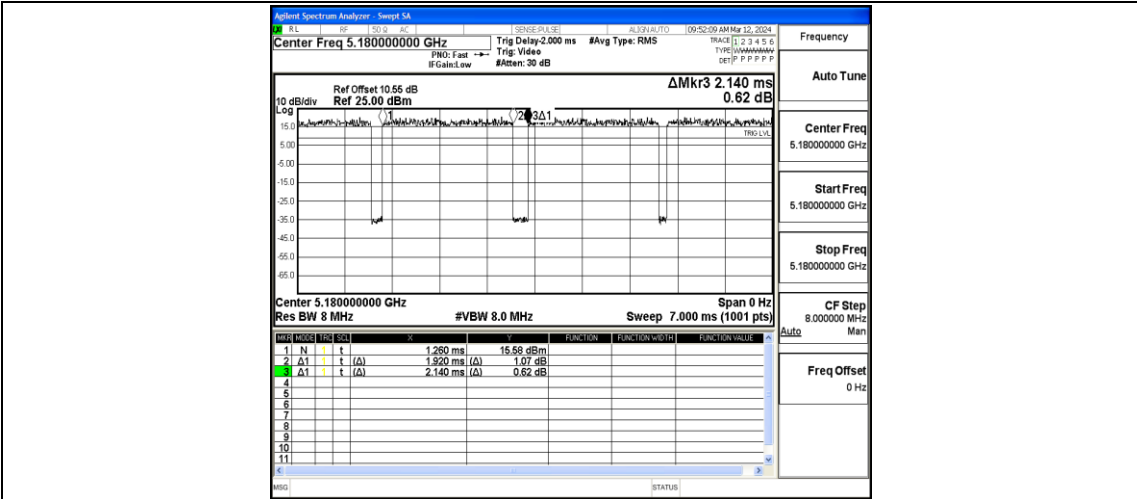 Agilent Spectrum Analyzer - Swept SA
RL RF 50 Ω AC SENSE:PULSE ALIGN AUTO 09:52:09 AM Mar 12, 2024
Center Freq 5.180000000 GHz
PNO: Fast
IFGain:Low
Trig Delay-2.000 ms
Trig: Video
#Atten: 30 dB
#Avg Type: RMS
TRACE 1 2 3 4 5 6
TYPE
DET P P P P P P
Ref Offset 10.55 dB
10 dB/div Ref 25.00 dBm
Log
ΔMkr3 2.140 ms
0.62 dB
1
2
3Δ1
TRIG LVL
15.0
5.00
-5.00
-15.0
-25.0
-35.0
-45.0
-55.0
-65.0
Center 5.180000000 GHz Span 0 Hz
Res BW 8 MHz #VBW 8.0 MHz Sweep 7.000 ms (1001 pts)
MKR MODE TRC SCL X Y FUNCTION FUNCTION WIDTH FUNCTION VALUE
1 N 1 t 1.260 ms 15.58 dBm
2 Δ1 1 t (Δ) 1.920 ms (Δ) 1.07 dB
3 Δ1 1 t (Δ) 2.140 ms (Δ) 0.62 dB
4
5
6
7
8
9
10
11
MSG STATUS
Frequency
Auto Tune
Center Freq
5.180000000 GHz
Start Freq
5.180000000 GHz
Stop Freq
5.180000000 GHz
CF Step
8.000000 MHz
Auto Man
Freq Offset
0 Hz